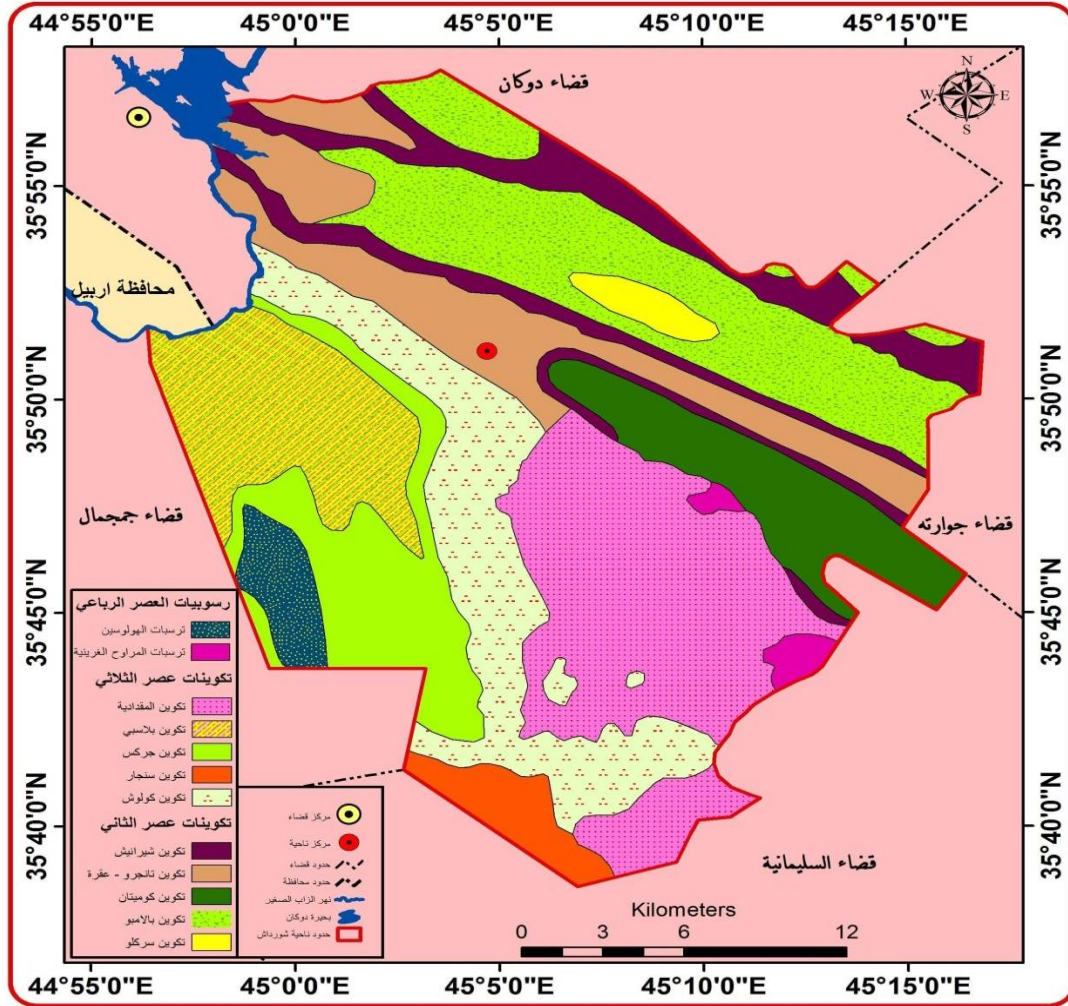 44°55'0"E 45°0'0"E 45°5'0"E 45°10'0"E 45°15'0"E
قضاء دوكان
N
W E
S
35°55'0"N 35°55'0"N
محافظة اربيل
35°50'0"N 35°50'0"N
قضاء جمجمال
قضاء جوارته
35°45'0"N 35°45'0"N
رسوبيات العصر الرباعي
ترسبات الهولوسين
ترسبات المراوح الغرينية
تكوينات عصر الثلاثي
تكوين المقدادية
تكوين بلاسبي
تكوين جركس
تكوين سنجار
تكوين كولوش
تكوينات عصر الثاني
تكوين شيرانيش
تكوين تانجرو - عقرة
تكوين كوميتان
تكوين بالامبو
تكوين سركلو
مركز قضاء
مركز ناحية
حدود قضاء
حدود محافظة
نهر الزاب الصغير
بحيرة دوكان
حدود ناحية سورداش
35°40'0"N 35°40'0"N
قضاء السليمانية
Kilometers
0 3 6 12
44°55'0"E 45°0'0"E 45°5'0"E 45°10'0"E 45°15'0"E